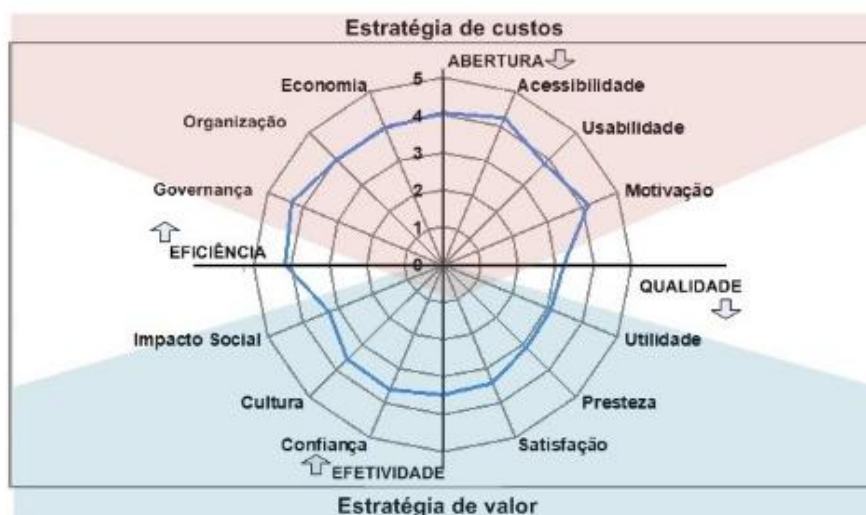 Estratégia de custos
ABERTURA
5
Economia
Acessibilidade
4
Organização
Usabilidade
3
Governança
2
Motivação
1
EFICIÊNCIA
0
QUALIDADE
Impacto Social
Utilidade
Cultura
Presteza
Confiança
Satisfação
EFETIVIDADE
Estratégia de valor